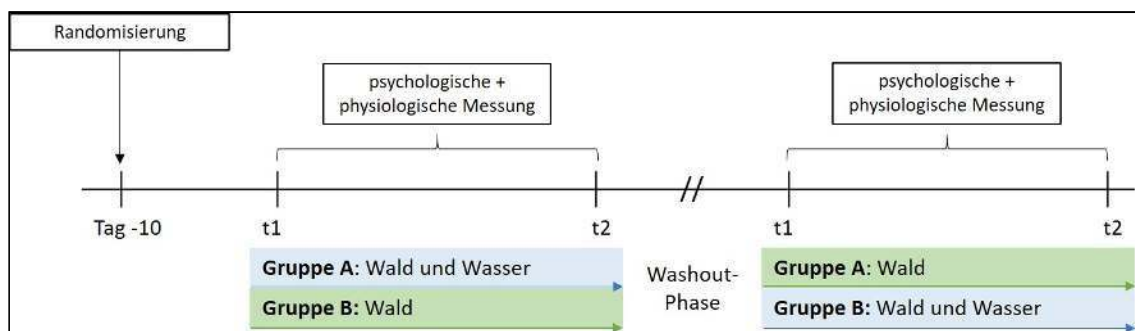 Randomisierung
psychologische +
physiologische Messung
psychologische +
physiologische Messung
Tag -10
t1
t2
t1
t2
Gruppe A: Wald und Wasser
Gruppe B: Wald
Washout-
Phase
Gruppe A: Wald
Gruppe B: Wald und Wasser